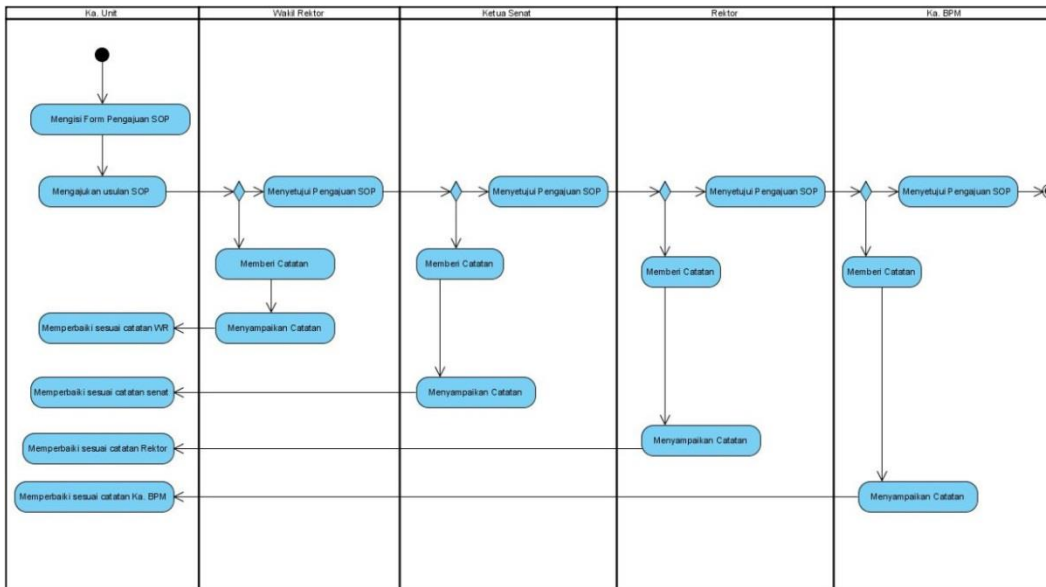 Ka. Unit
Wakil Rektor
Ketua Senat
Rektor
Ka. BPM
Mengisi Form Pengajuan SOP
Mengajukan usulan SOP
Menyetujui Pengajuan SOP
Menyetujui Pengajuan SOP
Menyetujui Pengajuan SOP
Menyetujui Pengajuan SOP
Memberi Catatan
Memberi Catatan
Memberi Catatan
Memberi Catatan
Memperbaiki sesuai catatan WR
Menyampaikan Catatan
Memperbaiki sesuai catatan senat
Menyampaikan Catatan
Memperbaiki sesuai catatan Rektor
Menyampaikan Catatan
Memperbaiki sesuai catatan Ka. BPM
Menyampaikan Catatan